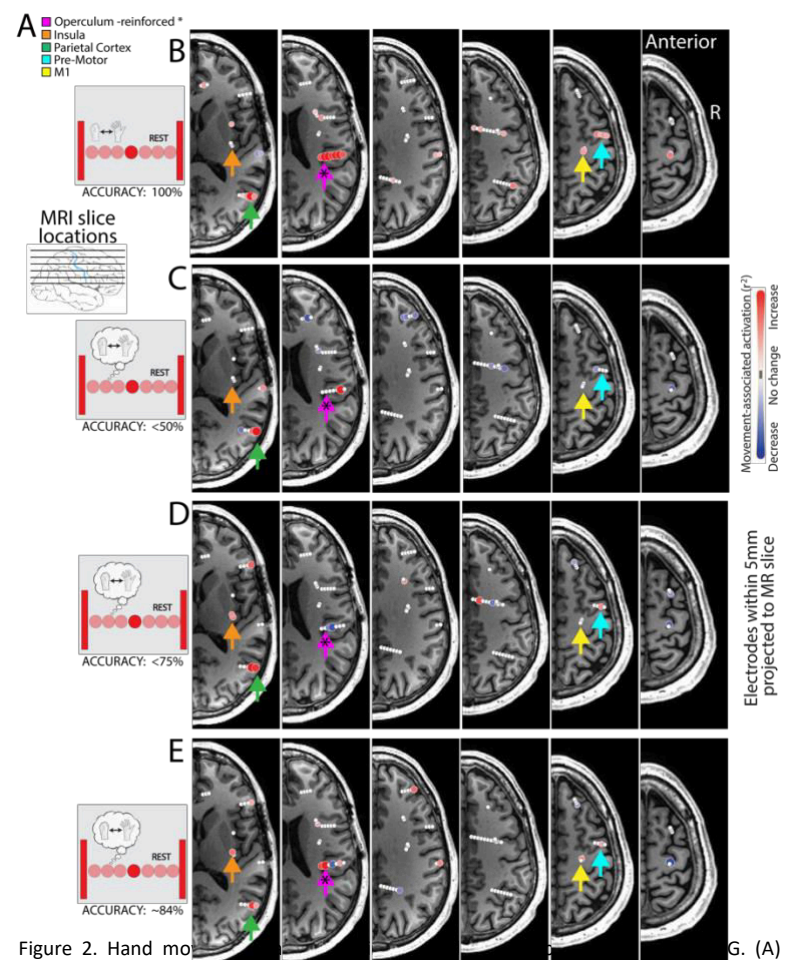 A
Operculum -reinforced *
Insula
Parietal Cortex
Pre-Motor
M1
B
Anterior
R
REST
ACCURACY: 100%
MRI slice
locations
C
REST
ACCURACY: <50%
Movement-associated activation (r²)
Decrease No change Increase
D
REST
ACCURACY: <75%
Electrodes within 5mm
projected to MR slice
E
REST
ACCURACY: ~84%
Figure 2. Hand G. (A)